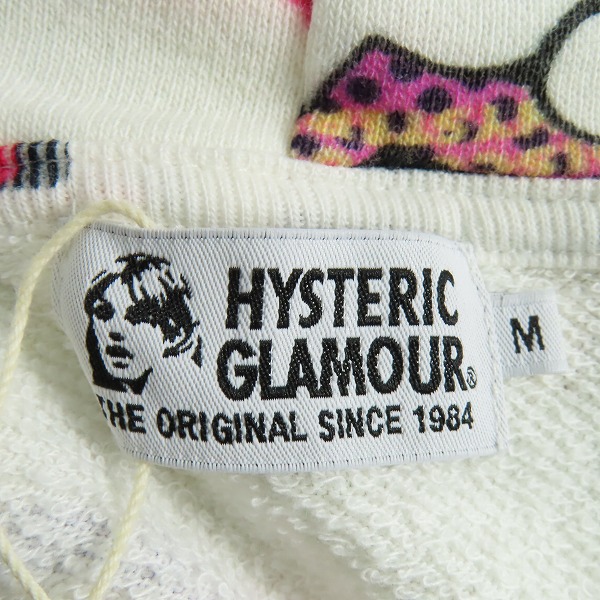 HYSTERIC
GLAMOUR®
THE ORIGINAL SINCE 1984
M